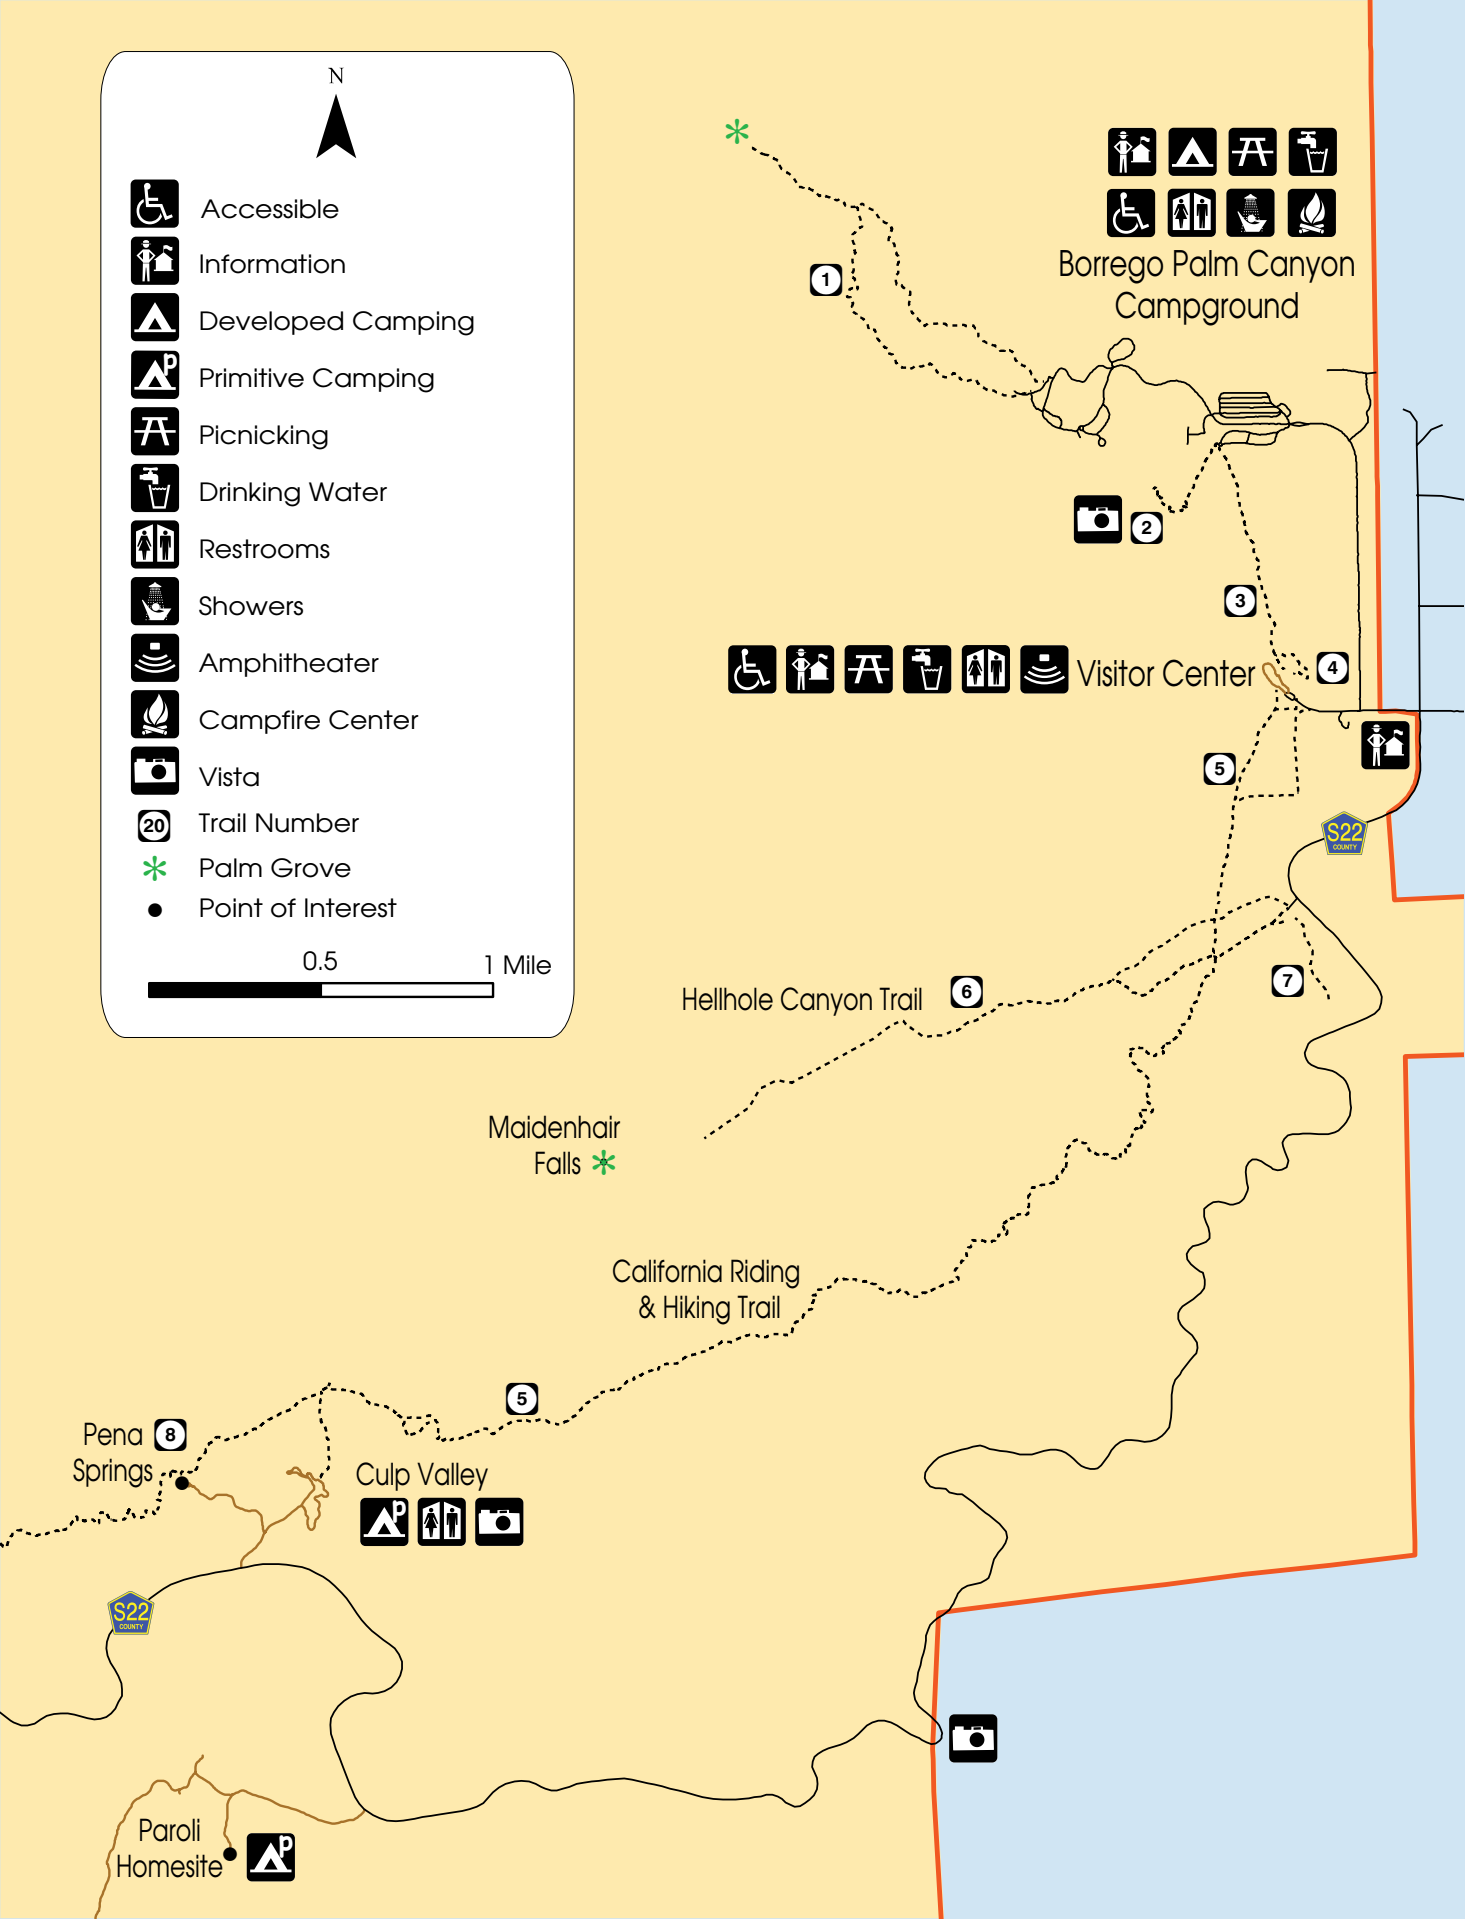 N
Accessible
Information
Developed Camping
p
Primitive Camping
Picnicking
Drinking Water
Restrooms
Showers
Amphitheater
Campfire Center
Vista
20 Trail Number
Palm Grove
Point of Interest
0.5
1 Mile
Borrego Palm Canyon
Campground
1
2
3
Visitor Center
4
5
S22
COUNTY
Hellhole Canyon Trail
6
7
Maidenhair
Falls
California Riding
& Hiking Trail
5
Pena
8
Springs
Culp Valley
p
S22
COUNTY
Paroli
Homesite
p